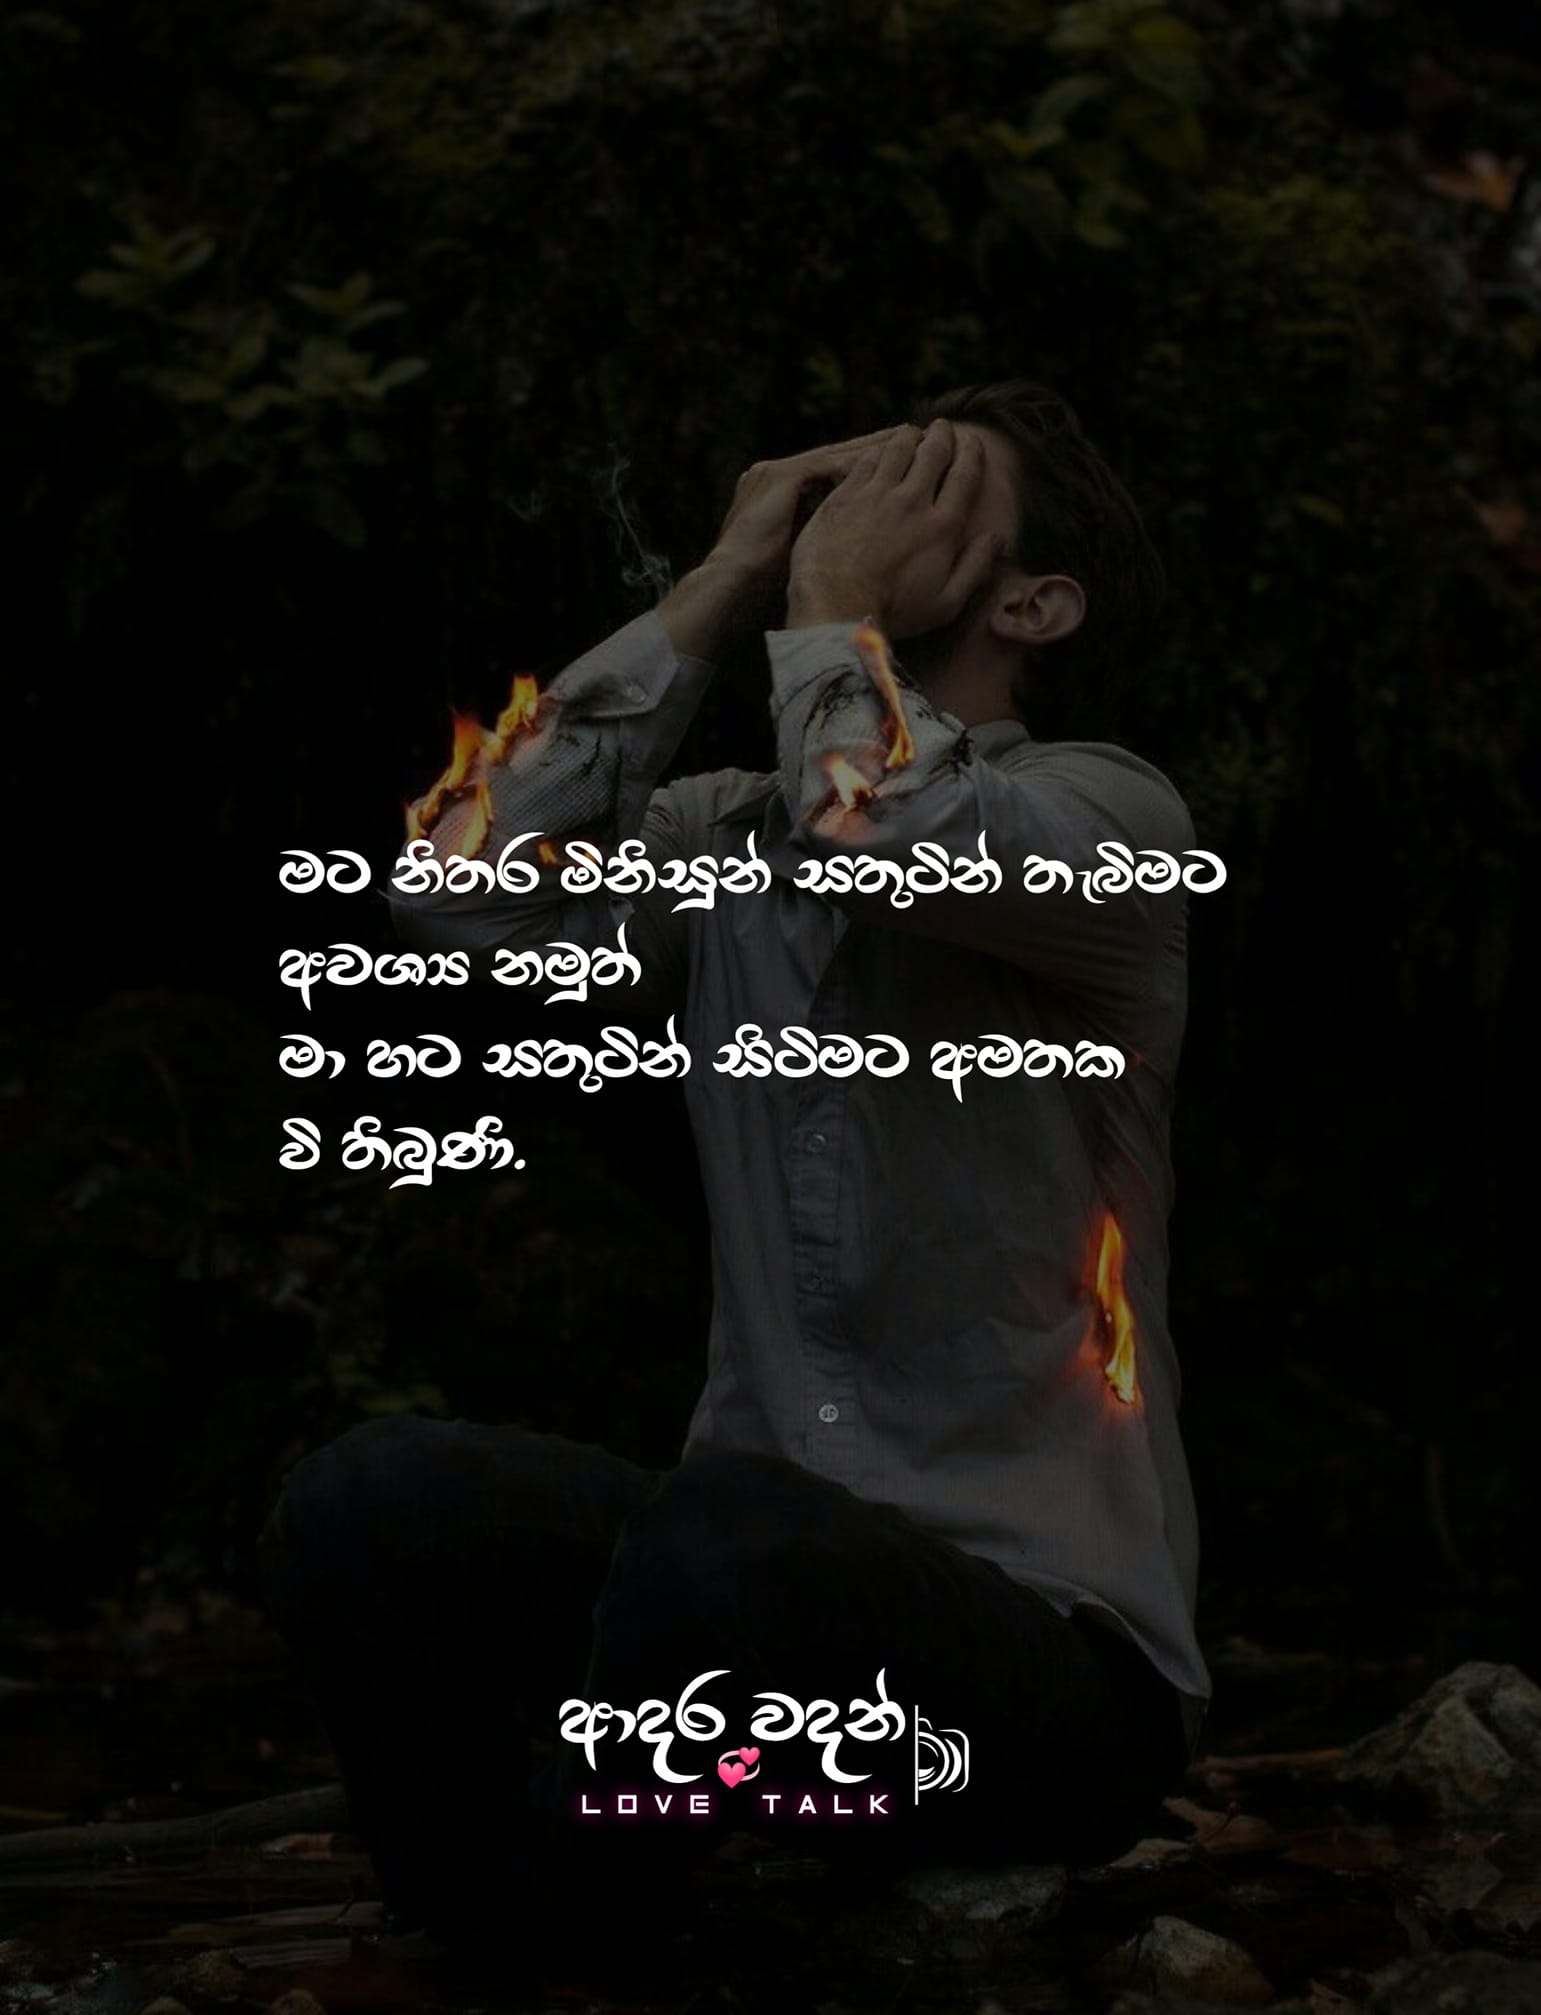 මට නිතර මිනිසුන් සතුටින් තැබිමට
අවශ්‍ය නමුත්
මා හට සතුටින් සිටිමට අමතක
වි තිබුණි.
ආදර වදන්
LOVE TALK